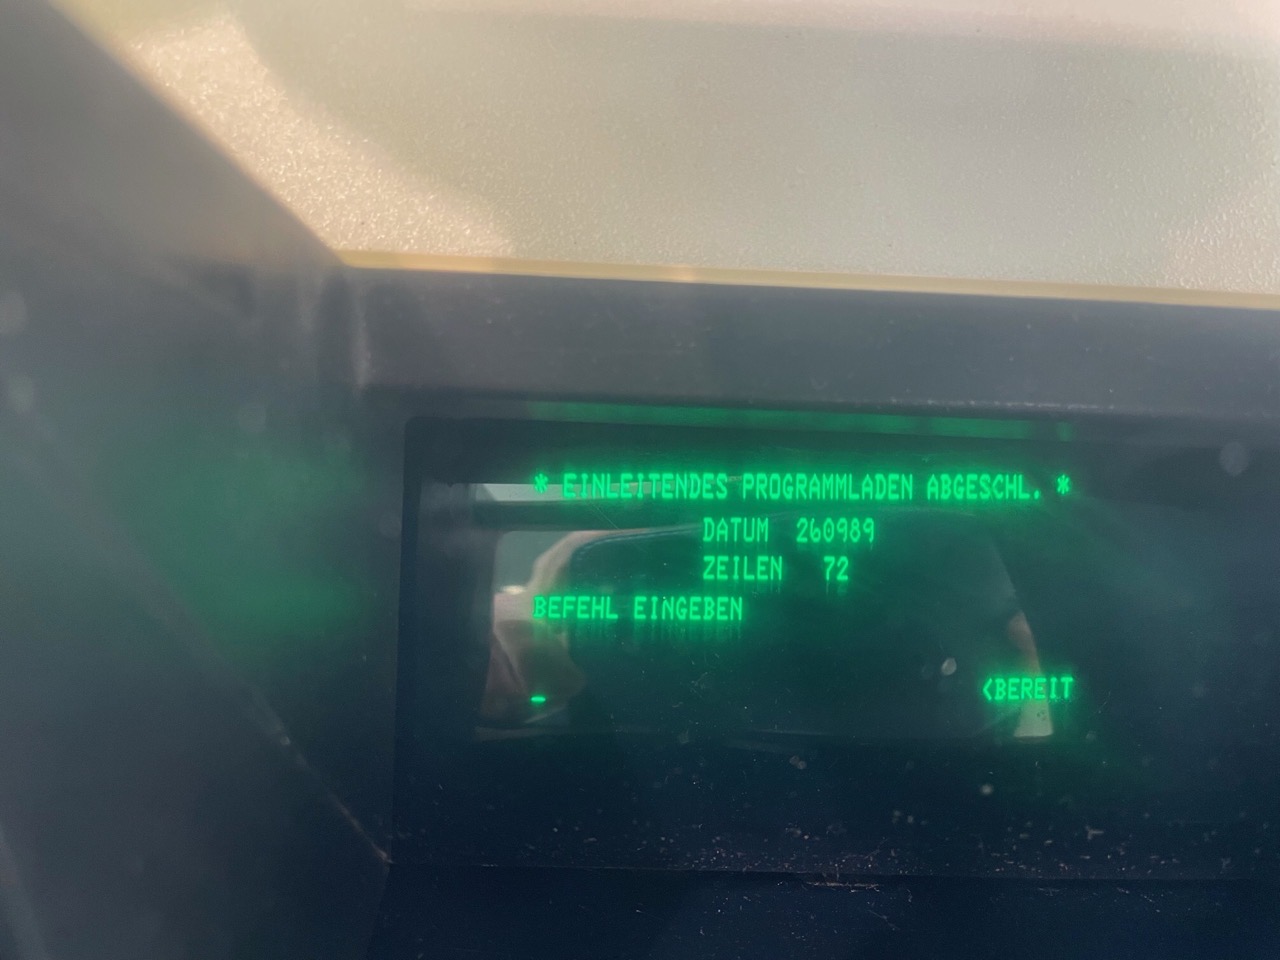 * EINLEITENDES PROGRAMMLADEN ABGESCHL. *
DATUM 260989
ZEILEN 72
BEFEHL EINGEBEN
<BEREIT